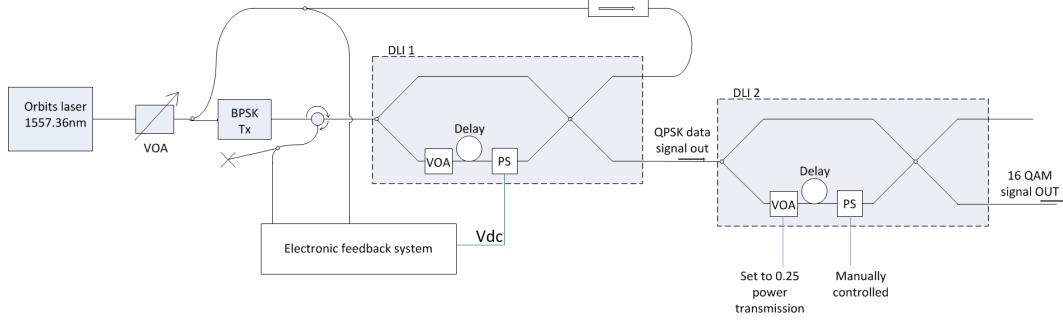 DLI 1
Orbits laser
1557.36nm
BPSK
Tx
VOA
Delay
VOA
PS
QPSK data
signal out
DLI 2
Delay
VOA
PS
16 QAM
signal OUT
Electronic feedback system
Vdc
Set to 0.25
power
transmission
Manually
controlled